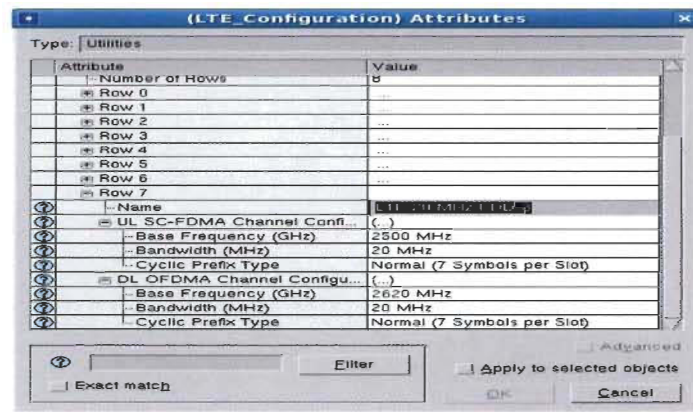 (LTE_Configuration) Attributes
Type: Utilities
Attribute Value
Number of Rows 8
Row 0 ...
Row 1 ...
Row 2 ...
Row 3 ...
Row 4 ...
Row 5 ...
Row 6 ...
Row 7
Name LTE 20 MHz FDD
UL SC-FDMA Channel Confi... (...)
Base Frequency (GHz) 2500 MHz
Bandwidth (MHz) 20 MHz
Cyclic Prefix Type Normal (7 Symbols per Slot)
DL OFDMA Channel Configu... (...)
Base Frequency (GHz) 2620 MHz
Bandwidth (MHz) 20 MHz
Cyclic Prefix Type Normal (7 Symbols per Slot)
Advanced
Filter
Apply to selected objects
Exact match
OK Cancel